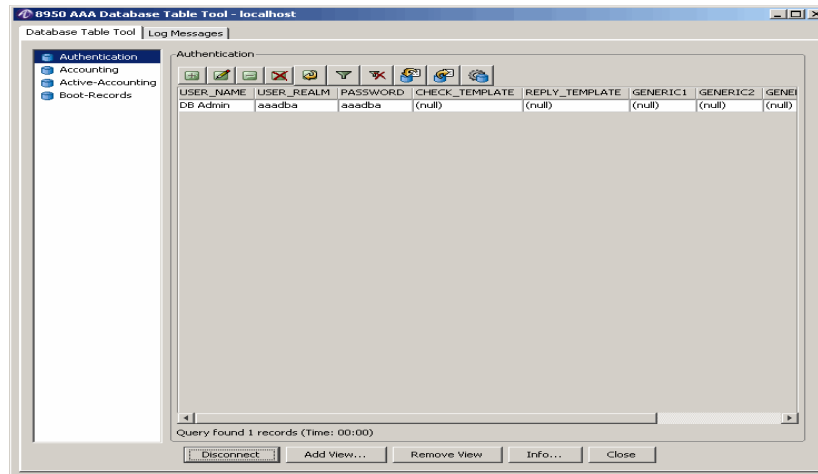 8950 AAA Database Table Tool - localhost
Database Table Tool Log Messages
Authentication
Accounting
Active-Accounting
Boot-Records
Authentication
USER_NAME USER_REALM PASSWORD CHECK_TEMPLATE REPLY_TEMPLATE GENERIC1 GENERIC2 GENE
DB Admin aaadba aaadba (null) (null) (null) (null) (null)
Query found 1 records (Time: 00:00)
Disconnect Add View... Remove View Info... Close